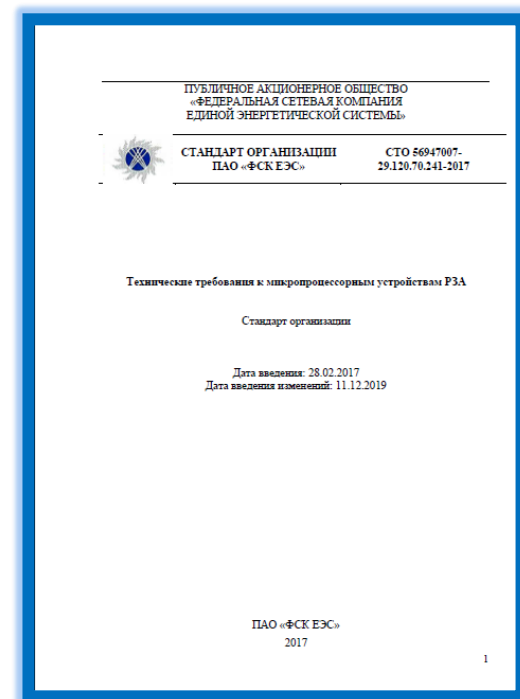 ПУБЛИЧНОЕ АКЦИОНЕРНОЕ ОБЩЕСТВО
«ФЕДЕРАЛЬНАЯ СЕТЕВАЯ КОМПАНИЯ
ЕДИНОЙ ЭНЕРГЕТИЧЕСКОЙ СИСТЕМЫ»
СТАНДАРТ ОРГАНИЗАЦИИ
ПАО «ФСК ЕЭС»
СТО 56947007-
29.120.70.241-2017
Технические требования к микропроцессорным устройствам РЗА
Стандарт организации
Дата введения: 28.02.2017
Дата введения изменений: 11.12.2019
ПАО «ФСК ЕЭС»
2017
1